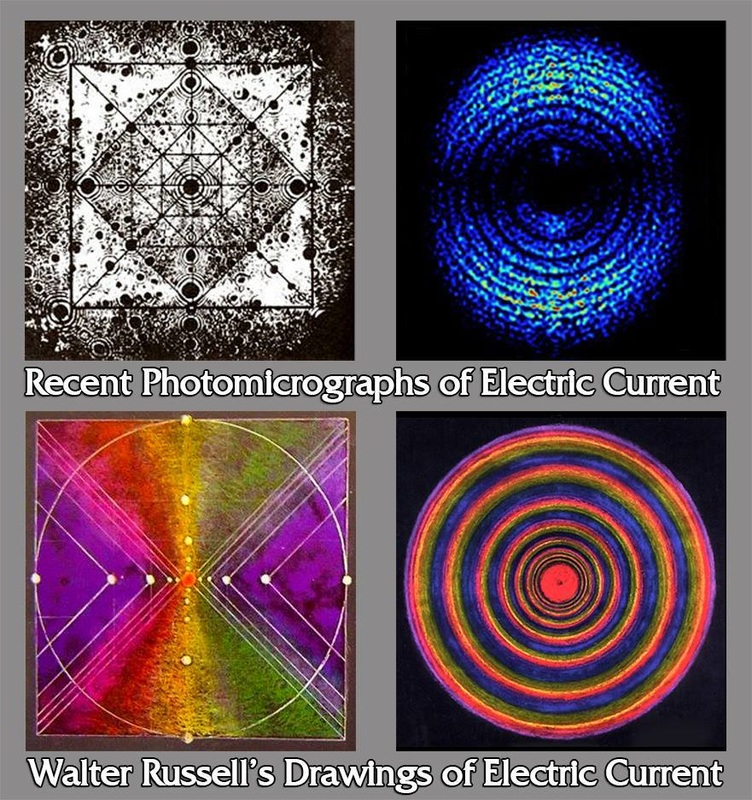 Recent Photomicrographs of Electric Current
Walter Russell's Drawings of Electric Current